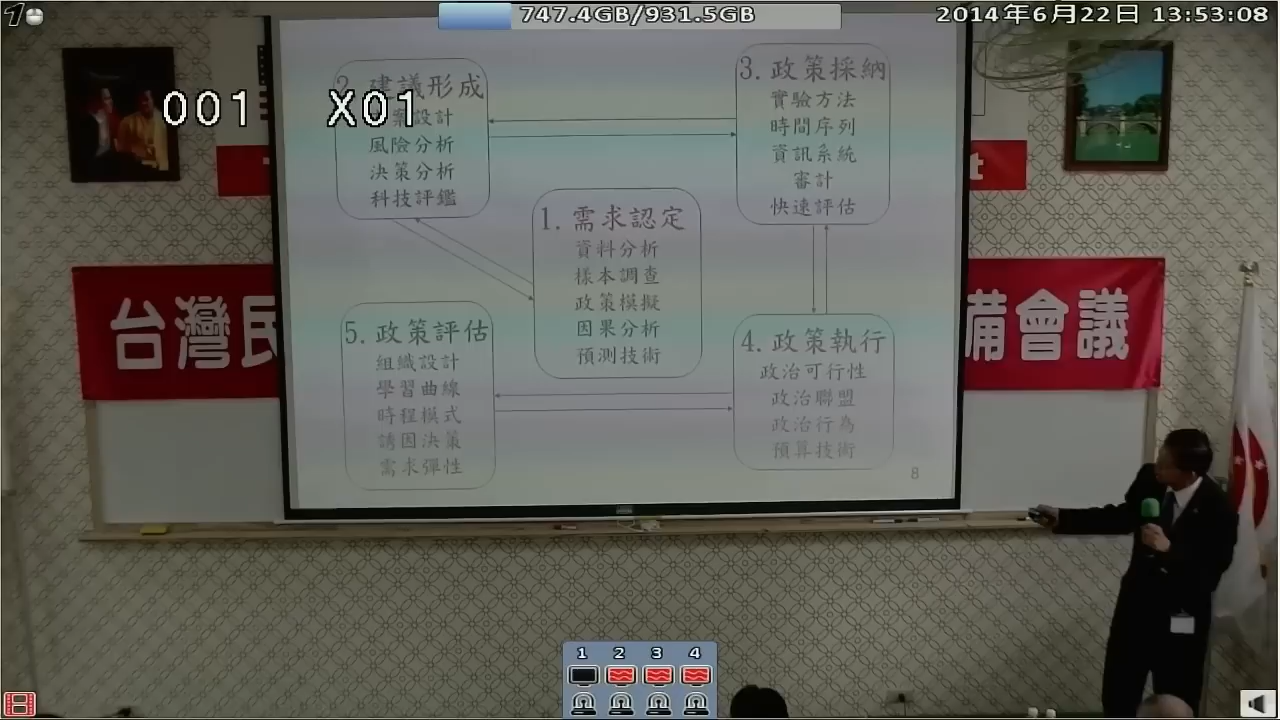 1
747.4GB/931.5GB
2014年6月22日 13:53:08
001 X01
建議形成
設計
風險分析
決策分析
科技評鑑
3. 政策採納
實驗方法
時間序列
資訊系統
審計
快速評估
1. 需求認定
資料分析
樣本調查
政策模擬
因果分析
預測技術
5. 政策評估
組織設計
學習曲線
時程模式
誘因決策
需求彈性
4. 政策執行
政治可行性
政治聯盟
政治行為
預算技術
8
t
台灣民
備會議
1 2 3 4